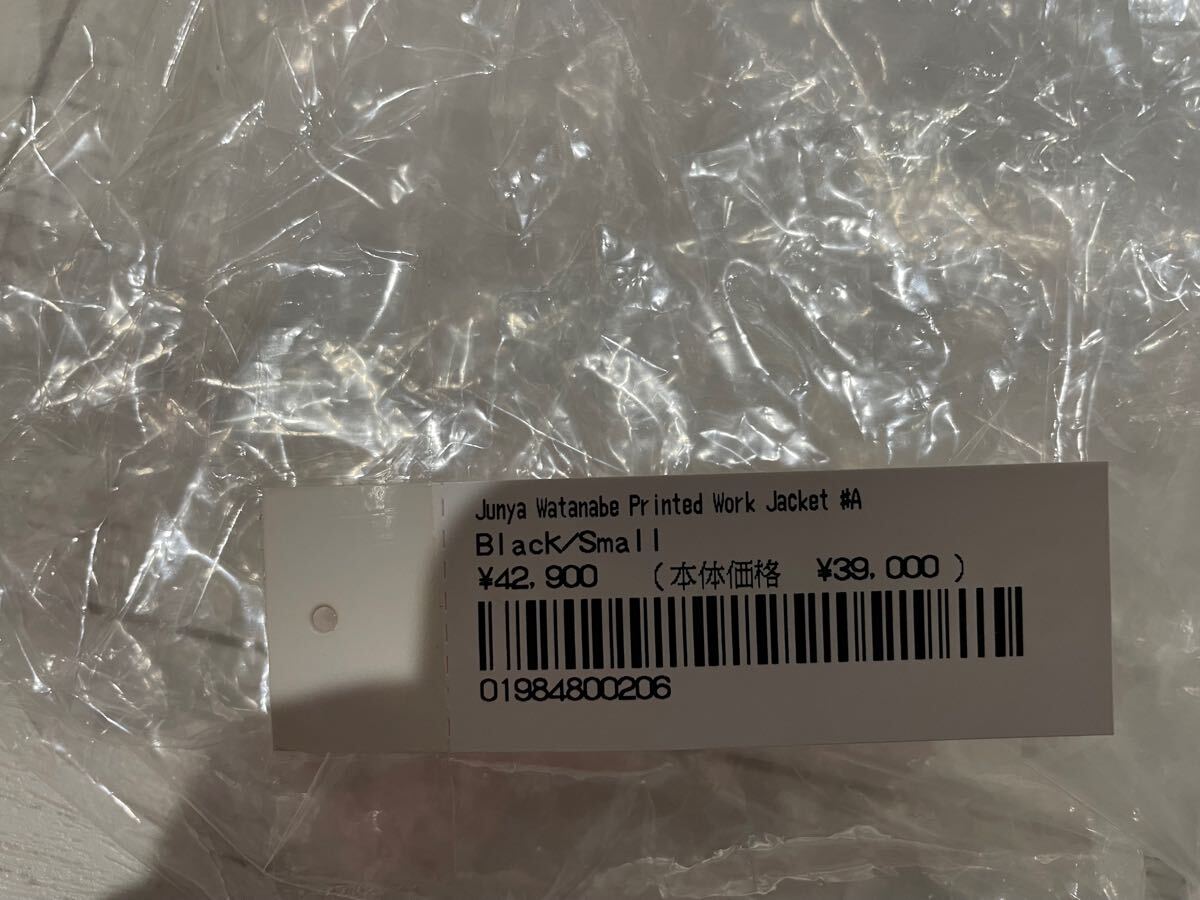 Junya Watanabe Printed Work Jacket #A
Black/Small
¥42,900 (本体価格 ¥39,000 )
01984800206